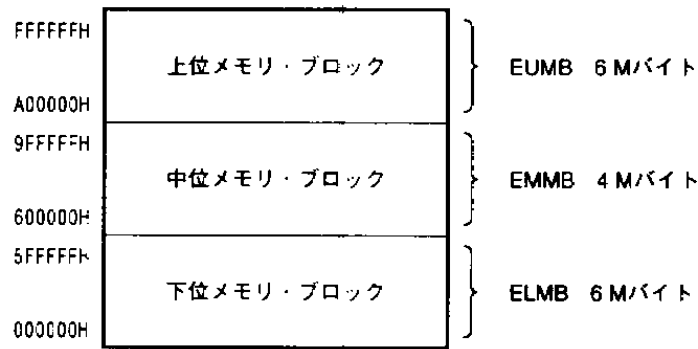 FFFFFFH
上位メモリ・ブロック
EUMB 6 Mバイト
A00000H
9FFFFFH
中位メモリ・ブロック
EMMB 4 Mバイト
600000H
5FFFFFH
下位メモリ・ブロック
ELMB 6 Mバイト
000000H